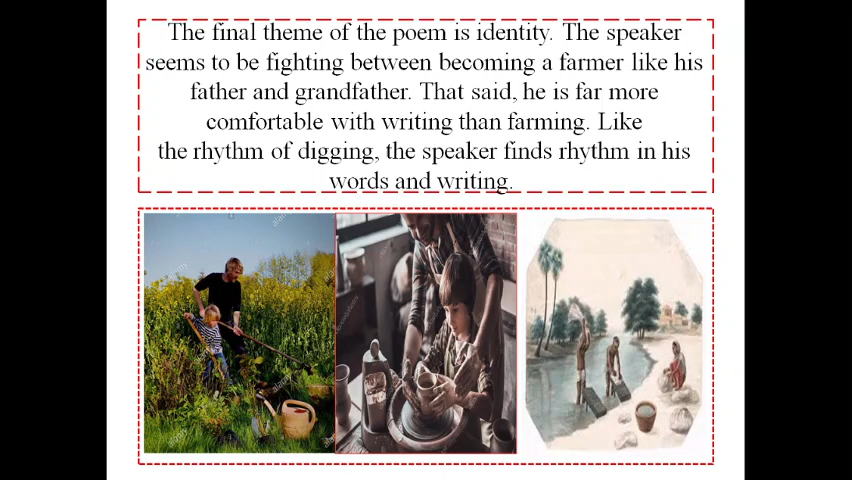 The final theme of the poem is identity. The speaker
seems to be fighting between becoming a farmer like his
father and grandfather. That said, he is far more
comfortable with writing than farming. Like
the rhythm of digging, the speaker finds rhythm in his
words and writing.